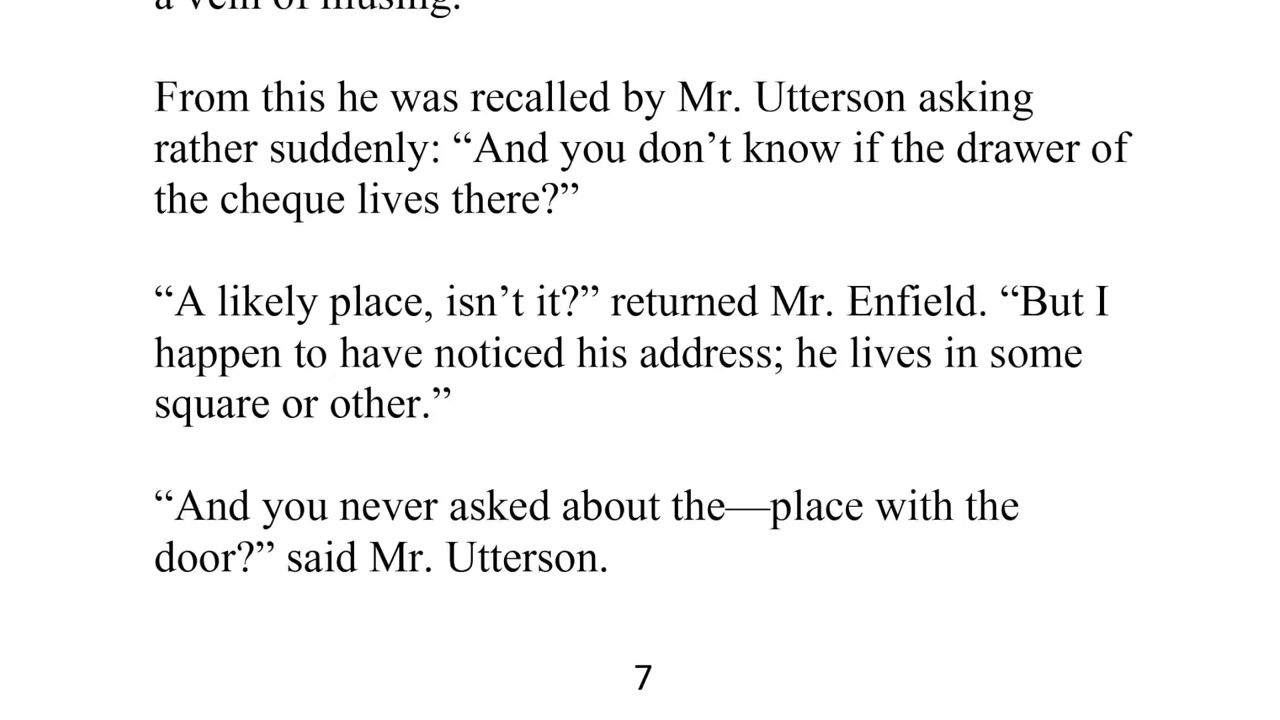 a vein of musing.
From this he was recalled by Mr. Utterson asking
rather suddenly: “And you don’t know if the drawer of
the cheque lives there?”
“A likely place, isn’t it?” returned Mr. Enfield. “But I
happen to have noticed his address; he lives in some
square or other.”
“And you never asked about the—place with the
door?” said Mr. Utterson.
7